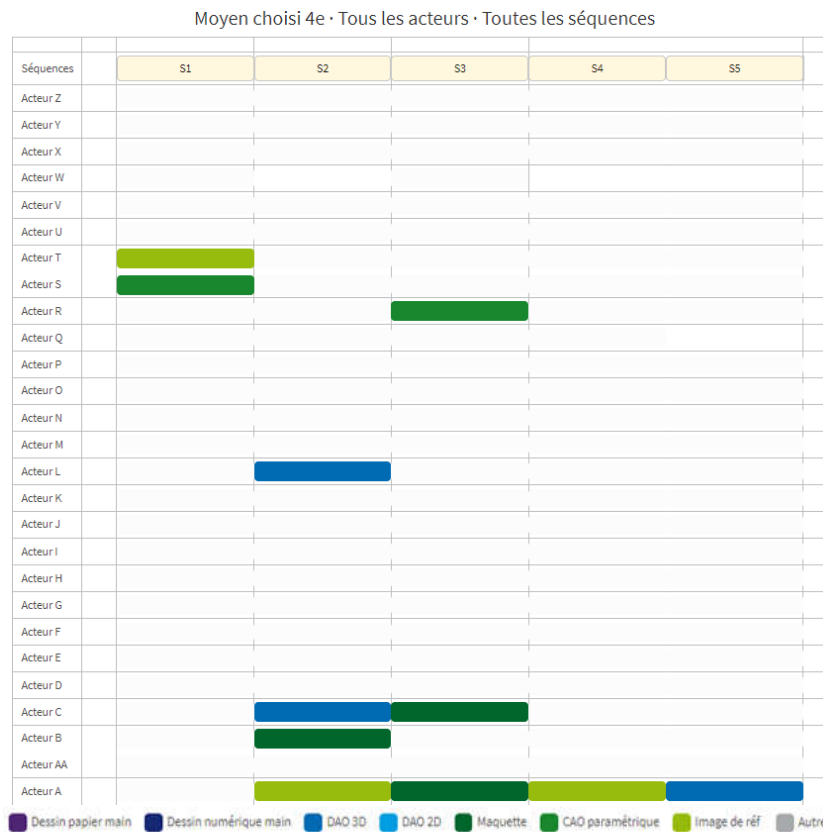 Moyen choisi 4e · Tous les acteurs · Toutes les séquences
Séquences S1 S2 S3 S4 S5
Acteur Z
Acteur Y
Acteur X
Acteur W
Acteur V
Acteur U
Acteur T
Acteur S
Acteur R
Acteur Q
Acteur P
Acteur O
Acteur N
Acteur M
Acteur L
Acteur K
Acteur J
Acteur I
Acteur H
Acteur G
Acteur F
Acteur E
Acteur D
Acteur C
Acteur B
Acteur AA
Acteur A
Dessin papier main Dessin numérique main DAO 3D DAO 2D Maquette CAO paramétrique Image de réf Autre